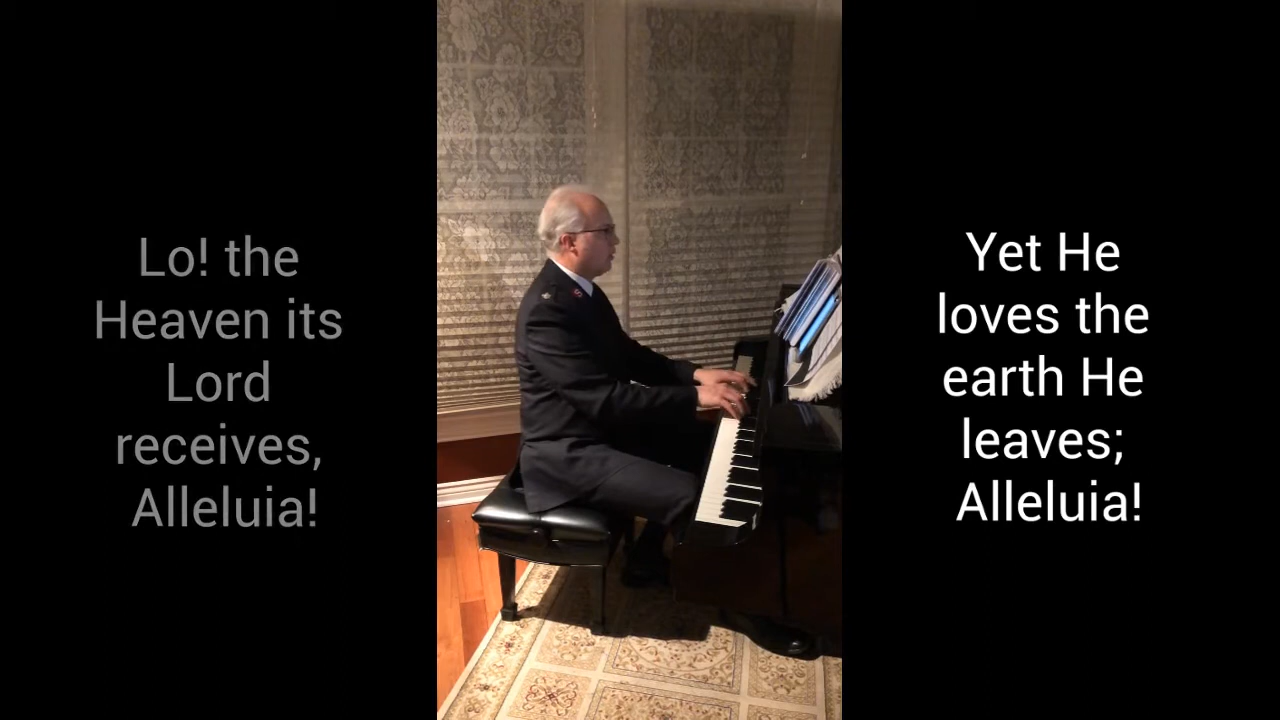 Lo! the
Heaven its
Lord
receives,
Alleluia!
Yet He
loves the
earth He
leaves;
Alleluia!